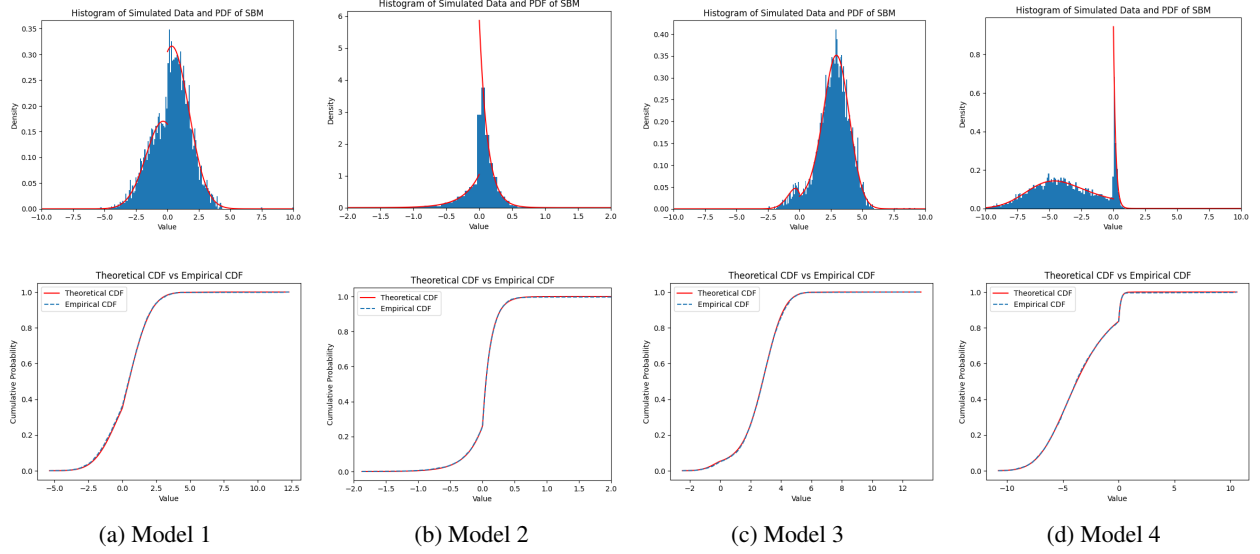 Histogram of Simulated Data and PDF of SBM
Density
0.35
0.30
0.25
0.20
0.15
0.10
0.05
0.00
-10.0 -7.5 -5.0 -2.5 0.0 2.5 5.0 7.5 10.0
Value
Histogram of Simulated Data and PDF of SBM
Density
6
5
4
3
2
1
0
-2.0 -1.5 -1.0 -0.5 0.0 0.5 1.0 1.5 2.0
Value
Histogram of Simulated Data and PDF of SBM
Density
0.40
0.35
0.30
0.25
0.20
0.15
0.10
0.05
0.00
-10.0 -7.5 -5.0 -2.5 0.0 2.5 5.0 7.5 10.0
Value
Histogram of Simulated Data and PDF of SBM
Density
0.8
0.6
0.4
0.2
0.0
-10.0 -7.5 -5.0 -2.5 0.0 2.5 5.0 7.5 10.0
Value
Theoretical CDF vs Empirical CDF
Theoretical CDF
Empirical CDF
Cumulative Probability
1.0
0.8
0.6
0.4
0.2
0.0
-5.0 -2.5 0.0 2.5 5.0 7.5 10.0 12.5
Value
Theoretical CDF vs Empirical CDF
Theoretical CDF
Empirical CDF
Cumulative Probability
1.0
0.8
0.6
0.4
0.2
0.0
-2.0 -1.5 -1.0 -0.5 0.0 0.5 1.0 1.5 2.0
Value
Theoretical CDF vs Empirical CDF
Theoretical CDF
Empirical CDF
Cumulative Probability
1.0
0.8
0.6
0.4
0.2
0.0
-2 0 2 4 6 8 10 12
Value
Theoretical CDF vs Empirical CDF
Theoretical CDF
Empirical CDF
Cumulative Probability
1.0
0.8
0.6
0.4
0.2
0.0
-10 -5 0 5 10
Value
(a) Model 1
(b) Model 2
(c) Model 3
(d) Model 4